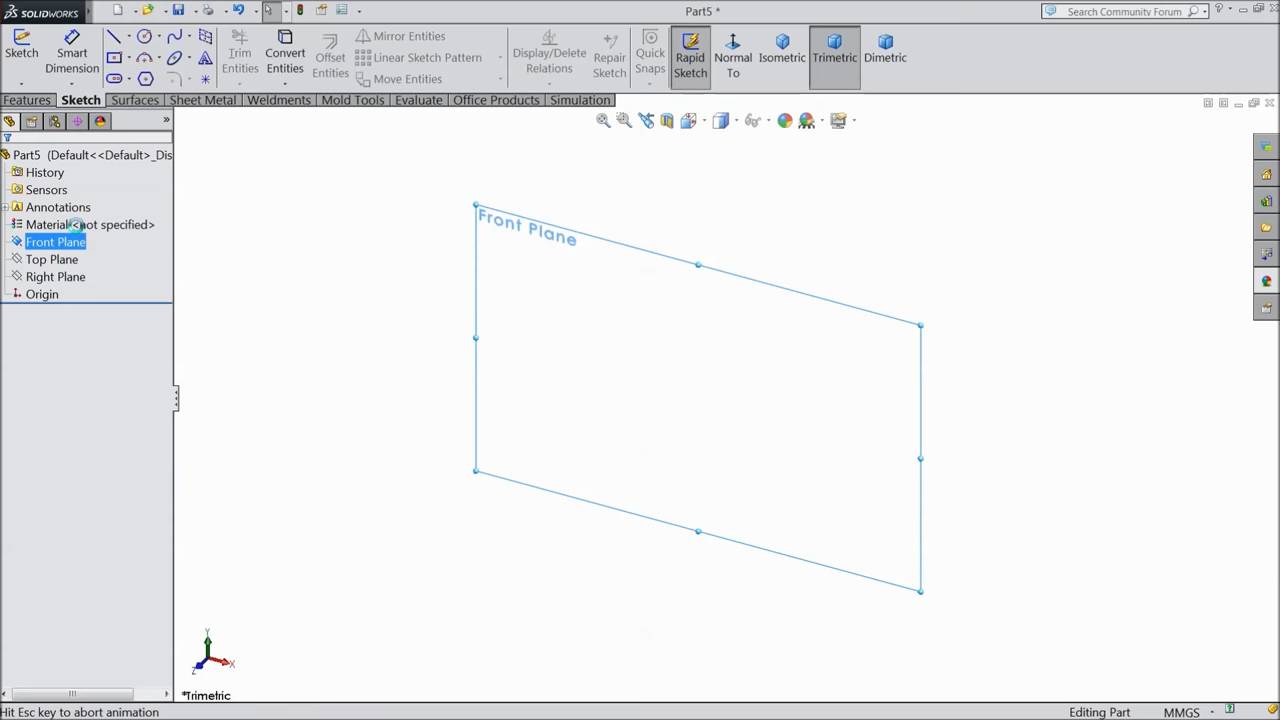 SOLIDWORKS
Part5 *
Search Community Forum
Sketch
Smart Dimension
Trim Entities
Convert Entities
Offset Entities
Mirror Entities
Linear Sketch Pattern
Move Entities
Display/Delete Relations
Repair Sketch
Quick Snaps
Rapid Sketch
Normal To
Isometric
Trimetric
Dimetric
Features
Sketch
Surfaces
Sheet Metal
Weldments
Mold Tools
Evaluate
Office Products
Simulation
Part5 (Default<<Default>_Dis
History
Sensors
Annotations
Material <not specified>
Front Plane
Top Plane
Right Plane
Origin
Front Plane
Y
X
Z
*Trimetric
Hit Esc key to abort animation
Editing Part
MMGS